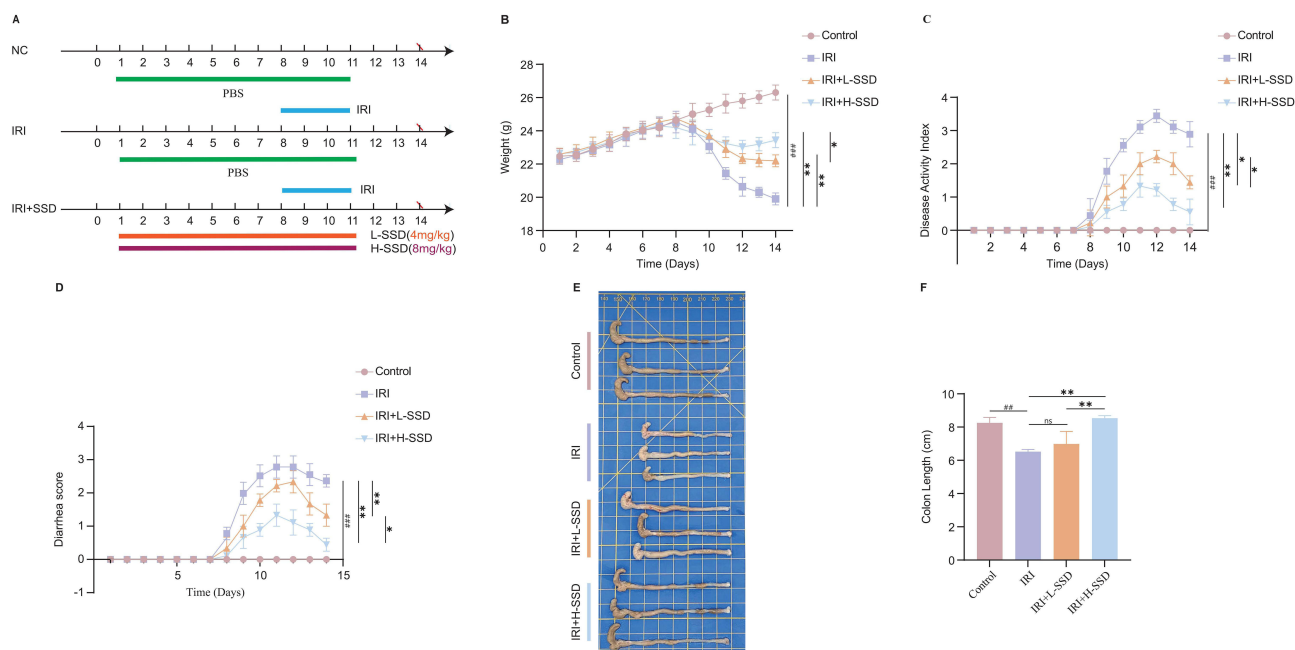 A
NC
0 1 2 3 4 5 6 7 8 9 10 11 12 13 14
PBS
IRI
IRI
0 1 2 3 4 5 6 7 8 9 10 11 12 13 14
PBS
IRI
IRI+SSD
0 1 2 3 4 5 6 7 8 9 10 11 12 13 14
L-SSD(4mg/kg)
H-SSD(8mg/kg)
B
Control
IRI
IRI+L-SSD
IRI+H-SSD
Weight (g)
28
26
24
22
20
18
0 2 4 6 8 10 12 14
Time (Days)
###
**
**
*
C
Control
IRI
IRI+L-SSD
IRI+H-SSD
Disease Activity Index
4
3
2
1
0
2 4 6 8 10 12 14
Time (Days)
###
**
*
*
D
Control
IRI
IRI+L-SSD
IRI+H-SSD
Diarrhea score
4
3
2
1
0
-1
5 10 15
Time (Days)
###
**
**
*
E
Control
IRI
IRI+L-SSD
IRI+H-SSD
F
Colon Length (cm)
10
8
6
4
2
0
##
ns
**
**
Control
IRI
IRI+L-SSD
IRI+H-SSD